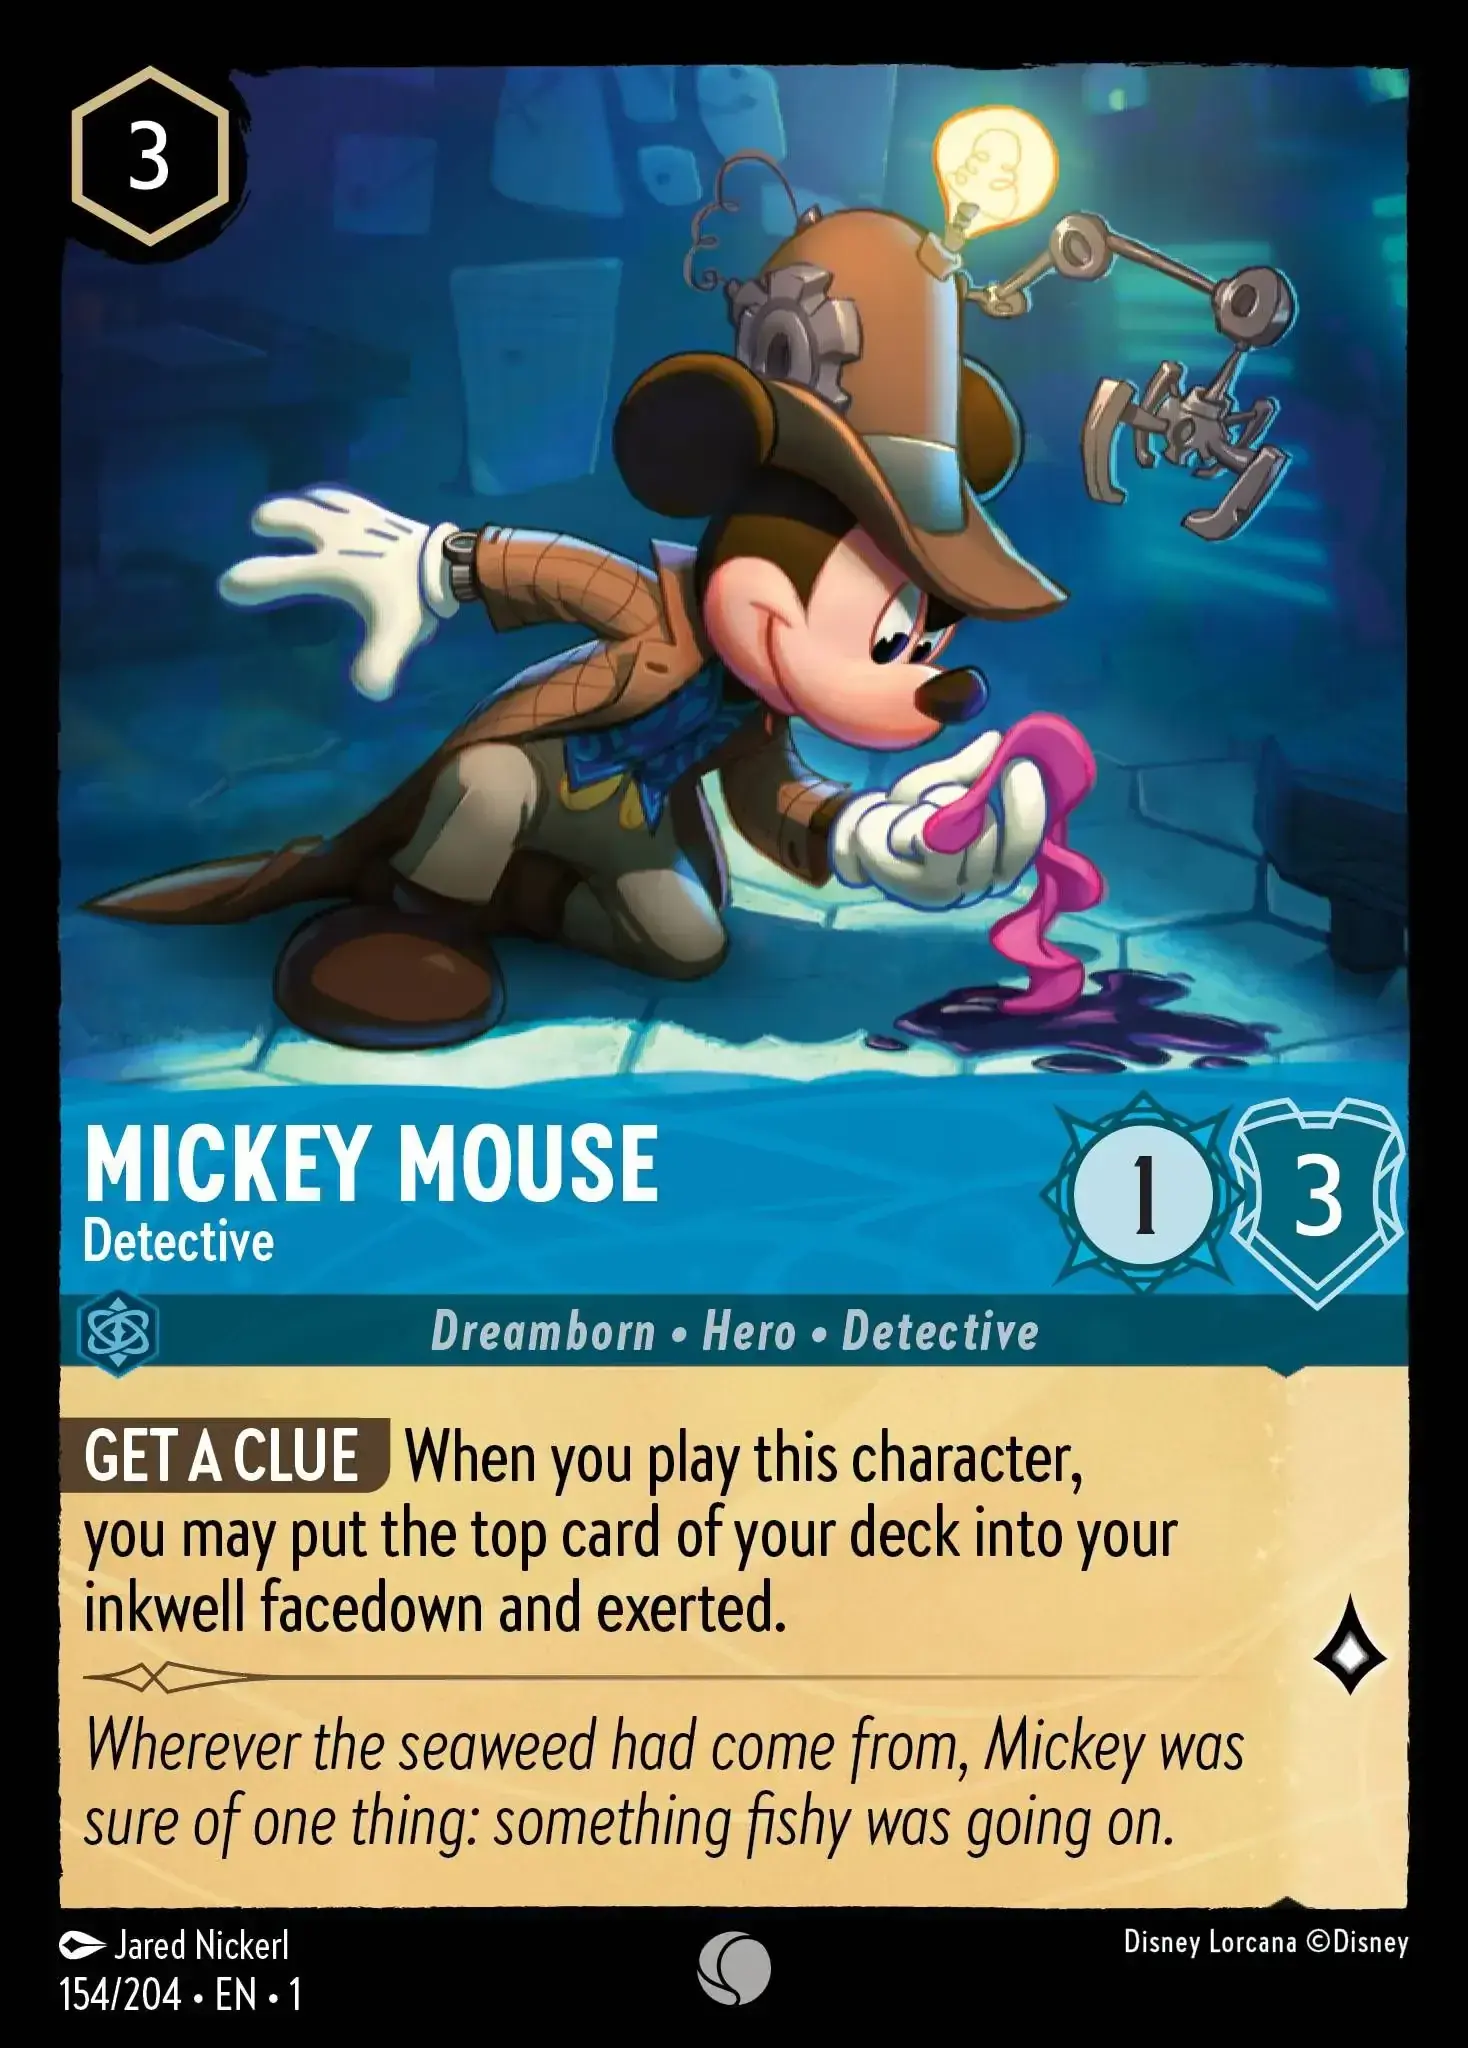 3
MICKEY MOUSE
Detective
1
3
Dreamborn • Hero • Detective
GET A CLUE When you play this character,
you may put the top card of your deck into your
inkwell facedown and exerted.
Wherever the seaweed had come from, Mickey was
sure of one thing: something fishy was going on.
Jared Nickerl
154/204 • EN • 1
Disney Lorcana ©Disney